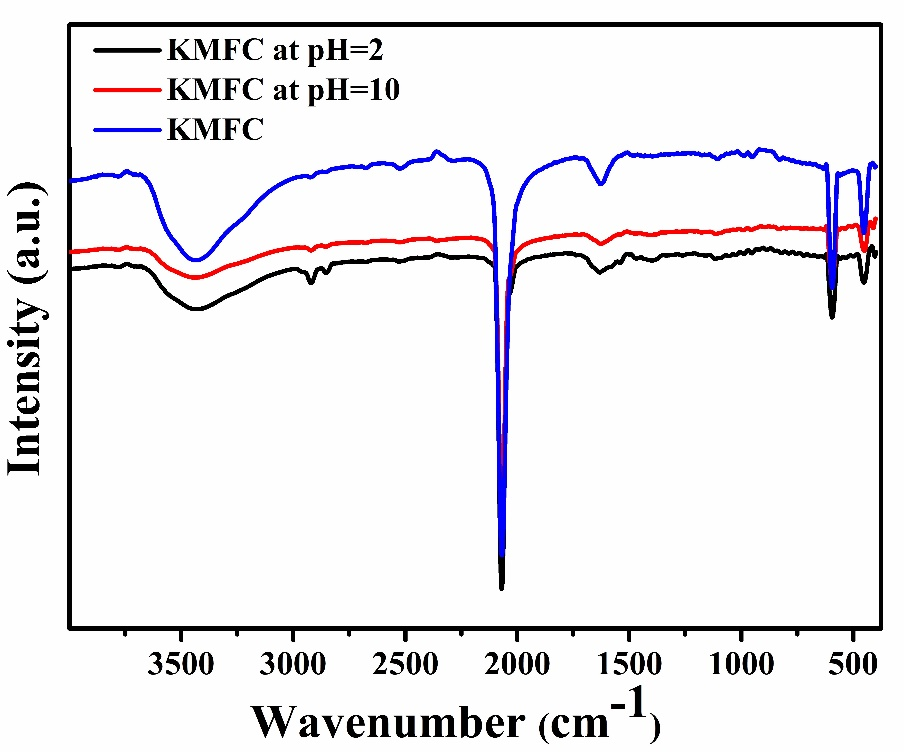 KMFC at pH=2
KMFC at pH=10
KMFC
Intensity (a.u.)
3500 3000 2500 2000 1500 1000 500
Wavenumber (cm-1)